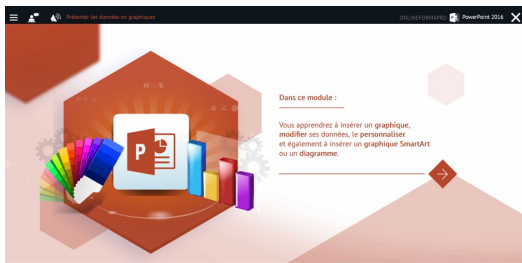 Présenter les données en graphiques
ONLINEFORMAPRO PowerPoint 2016
Dans ce module :
Vous apprendrez à insérer un graphique,
modifier ses données, le personnaliser
et également à insérer un graphique SmartArt
ou un diagramme.
P